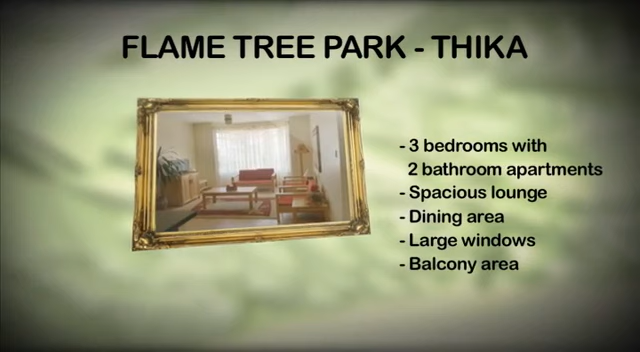 FLAME TREE PARK - THIKA
- 3 bedrooms with
2 bathroom apartments
- Spacious lounge
- Dining area
- Large windows
- Balcony area